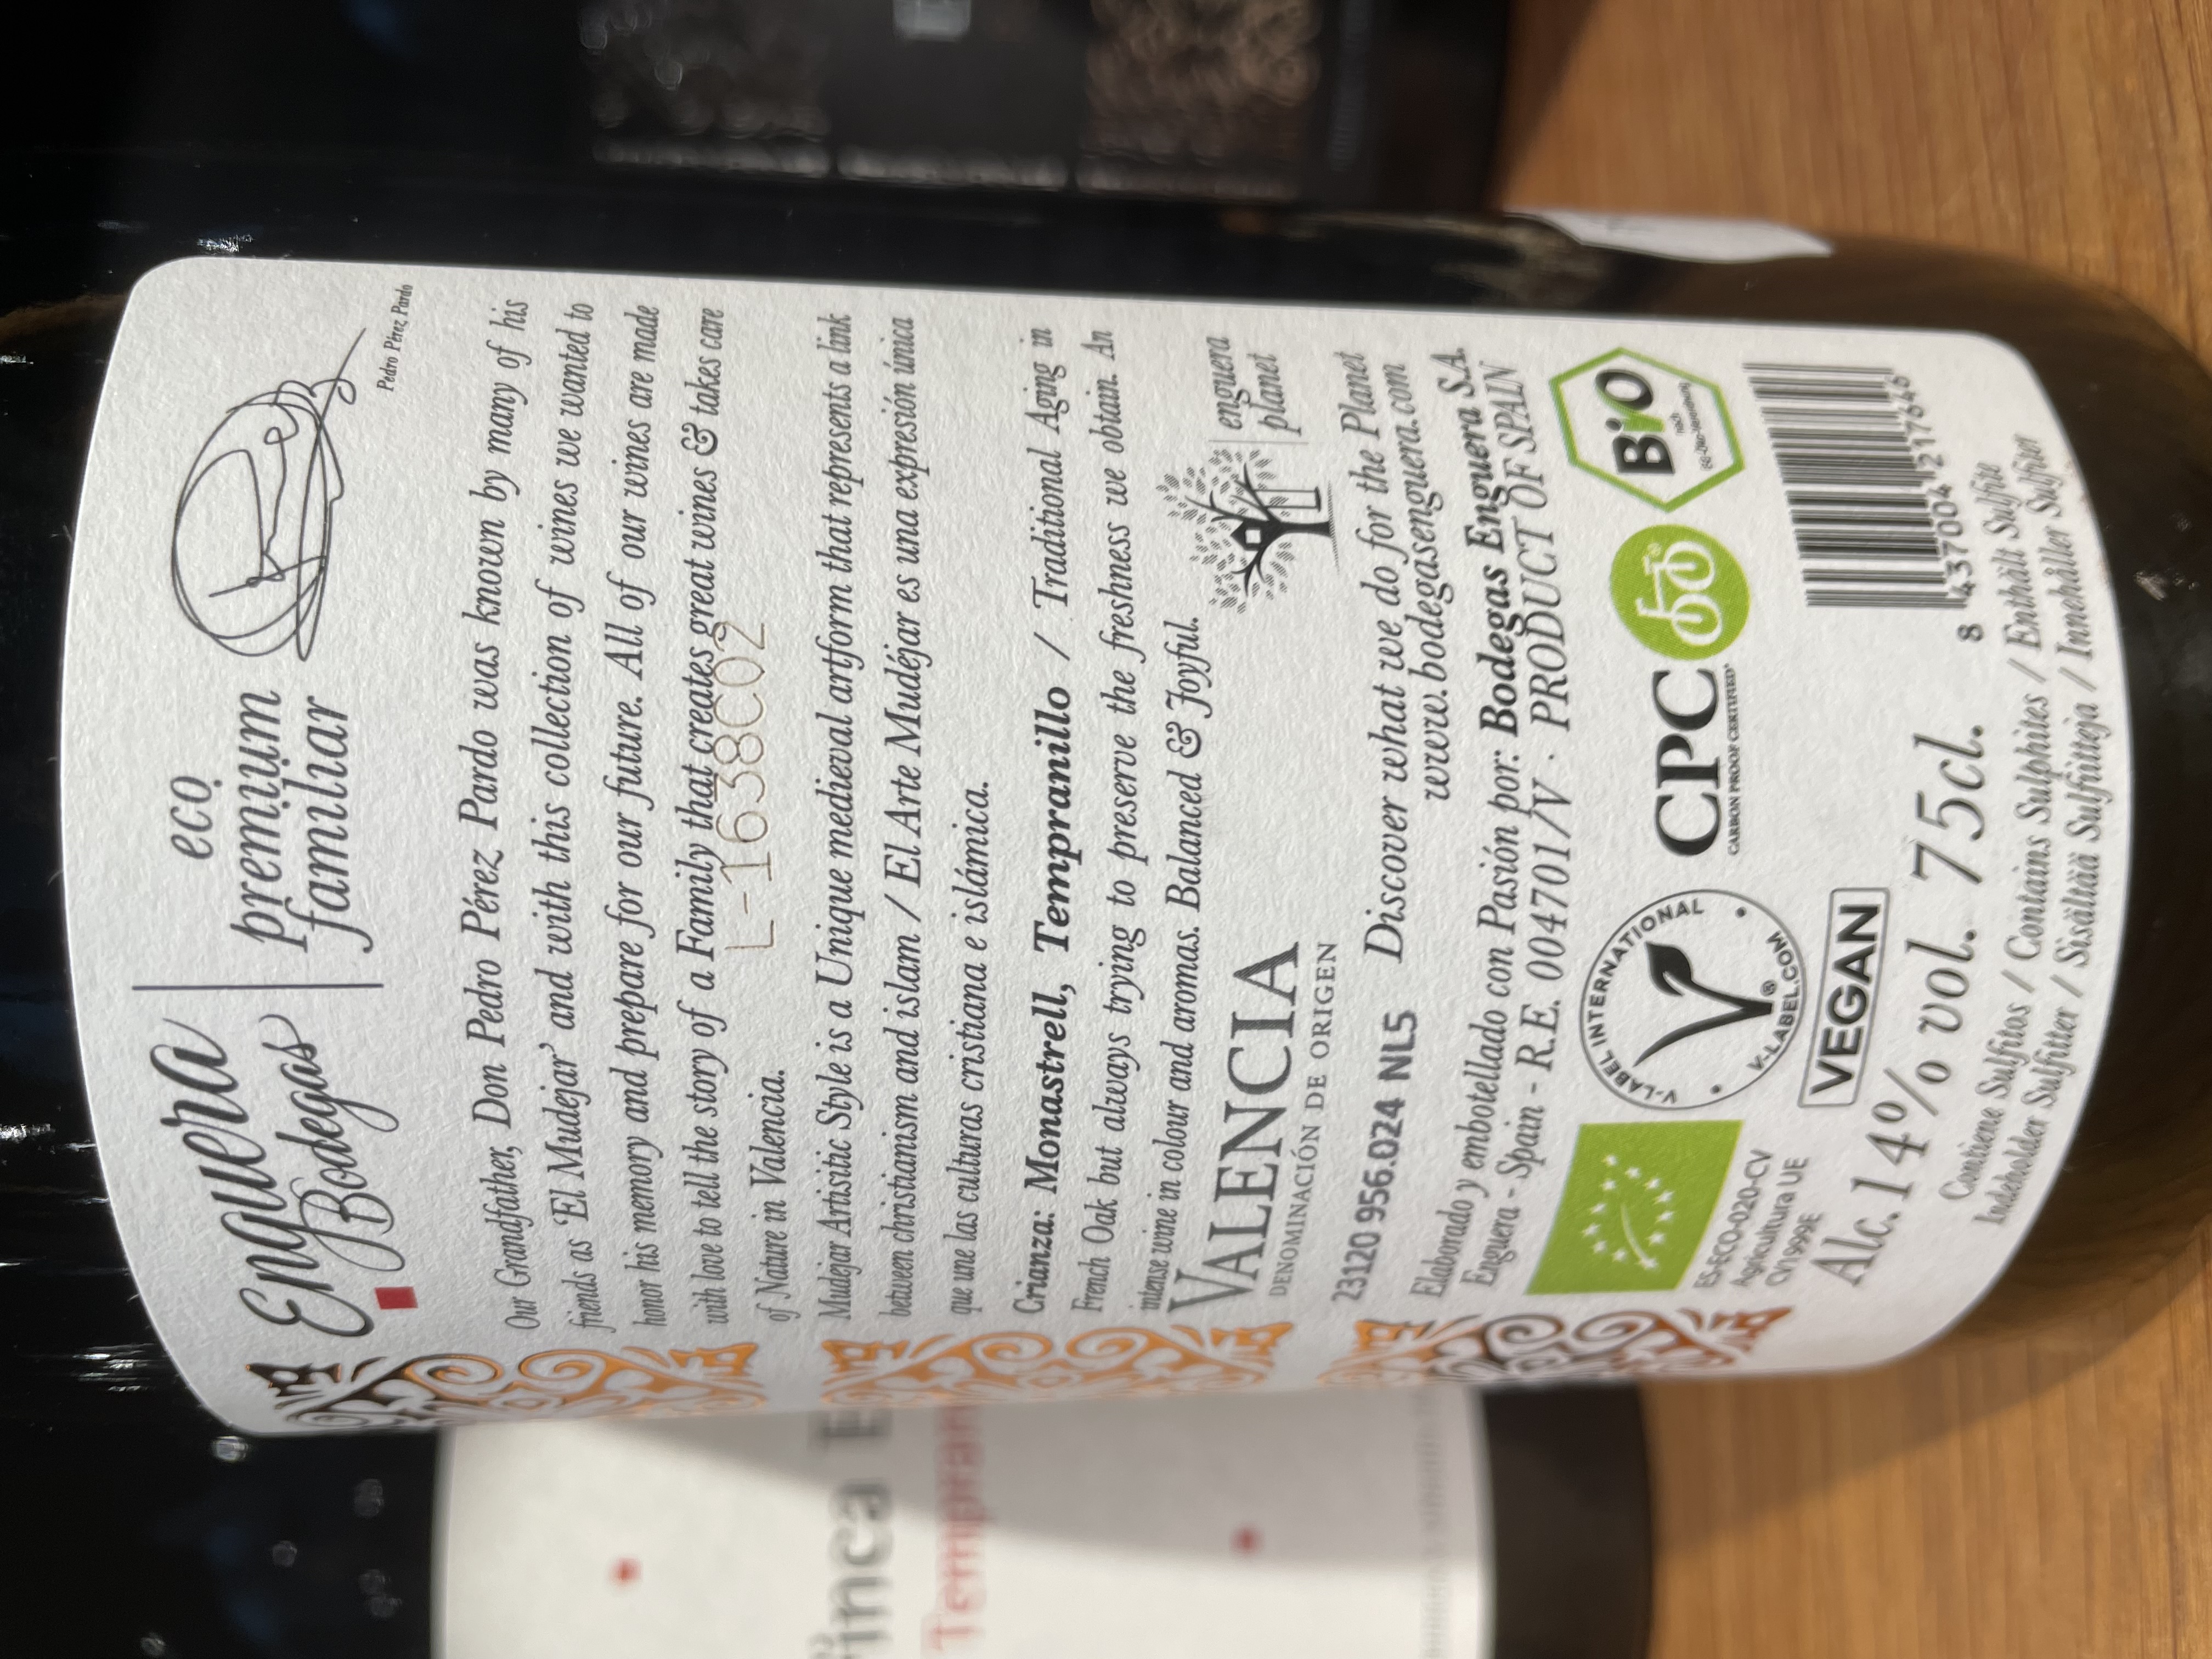 Enguera
Bodegas
eco
premium
familiar
Pedro Pérez Pardo
Our Grandfather, Don Pedro Pérez Pardo was known by many of his
friends as 'El Mudejar' and with this collection of wines we wanted to
honor his memory and prepare for our future. All of our wines are made
with love to tell the story of a Family that creates great wines & takes care
of Nature in Valencia.
L-1638C02
Mudejar Artistic Style is a Unique medieval artform that represents a link
between christianism and islam / El Arte Mudéjar es una expresión única
que une las culturas cristiana e islámica.
Crianza: Monastrell, Tempranillo / Traditional Aging in
French Oak but always trying to preserve the freshness we obtain. An
intense wine in colour and aromas. Balanced & Joyful.
VALENCIA
DENOMINACIÓN DE ORIGEN
enguera
planet
23120 956.024 NL5
Discover what we do for the Planet
www.bodegasenguera.com
Elaborado y embotellado con Pasión por: Bodegas Enguera S.A.
Enguera - Spain - R.E. 004701/V · PRODUCT OF SPAIN
ES-ECO-020-CV
Agricultura UE
CV1999E
V-LABEL INTERNATIONAL
V-LABEL.COM
VEGAN
CPC
CARBON PROOF CERTIFIED
Bio
nach
EG-Öko-Verordnung
Alc. 14% vol. 75cl.
8 437004 217646
Contiene Sulfitos / Contains Sulphites / Enthält Sulfite
Indeholder Sulfitter / Sisältää Sulfiitteja / Innehåller Sulfiter
Finca